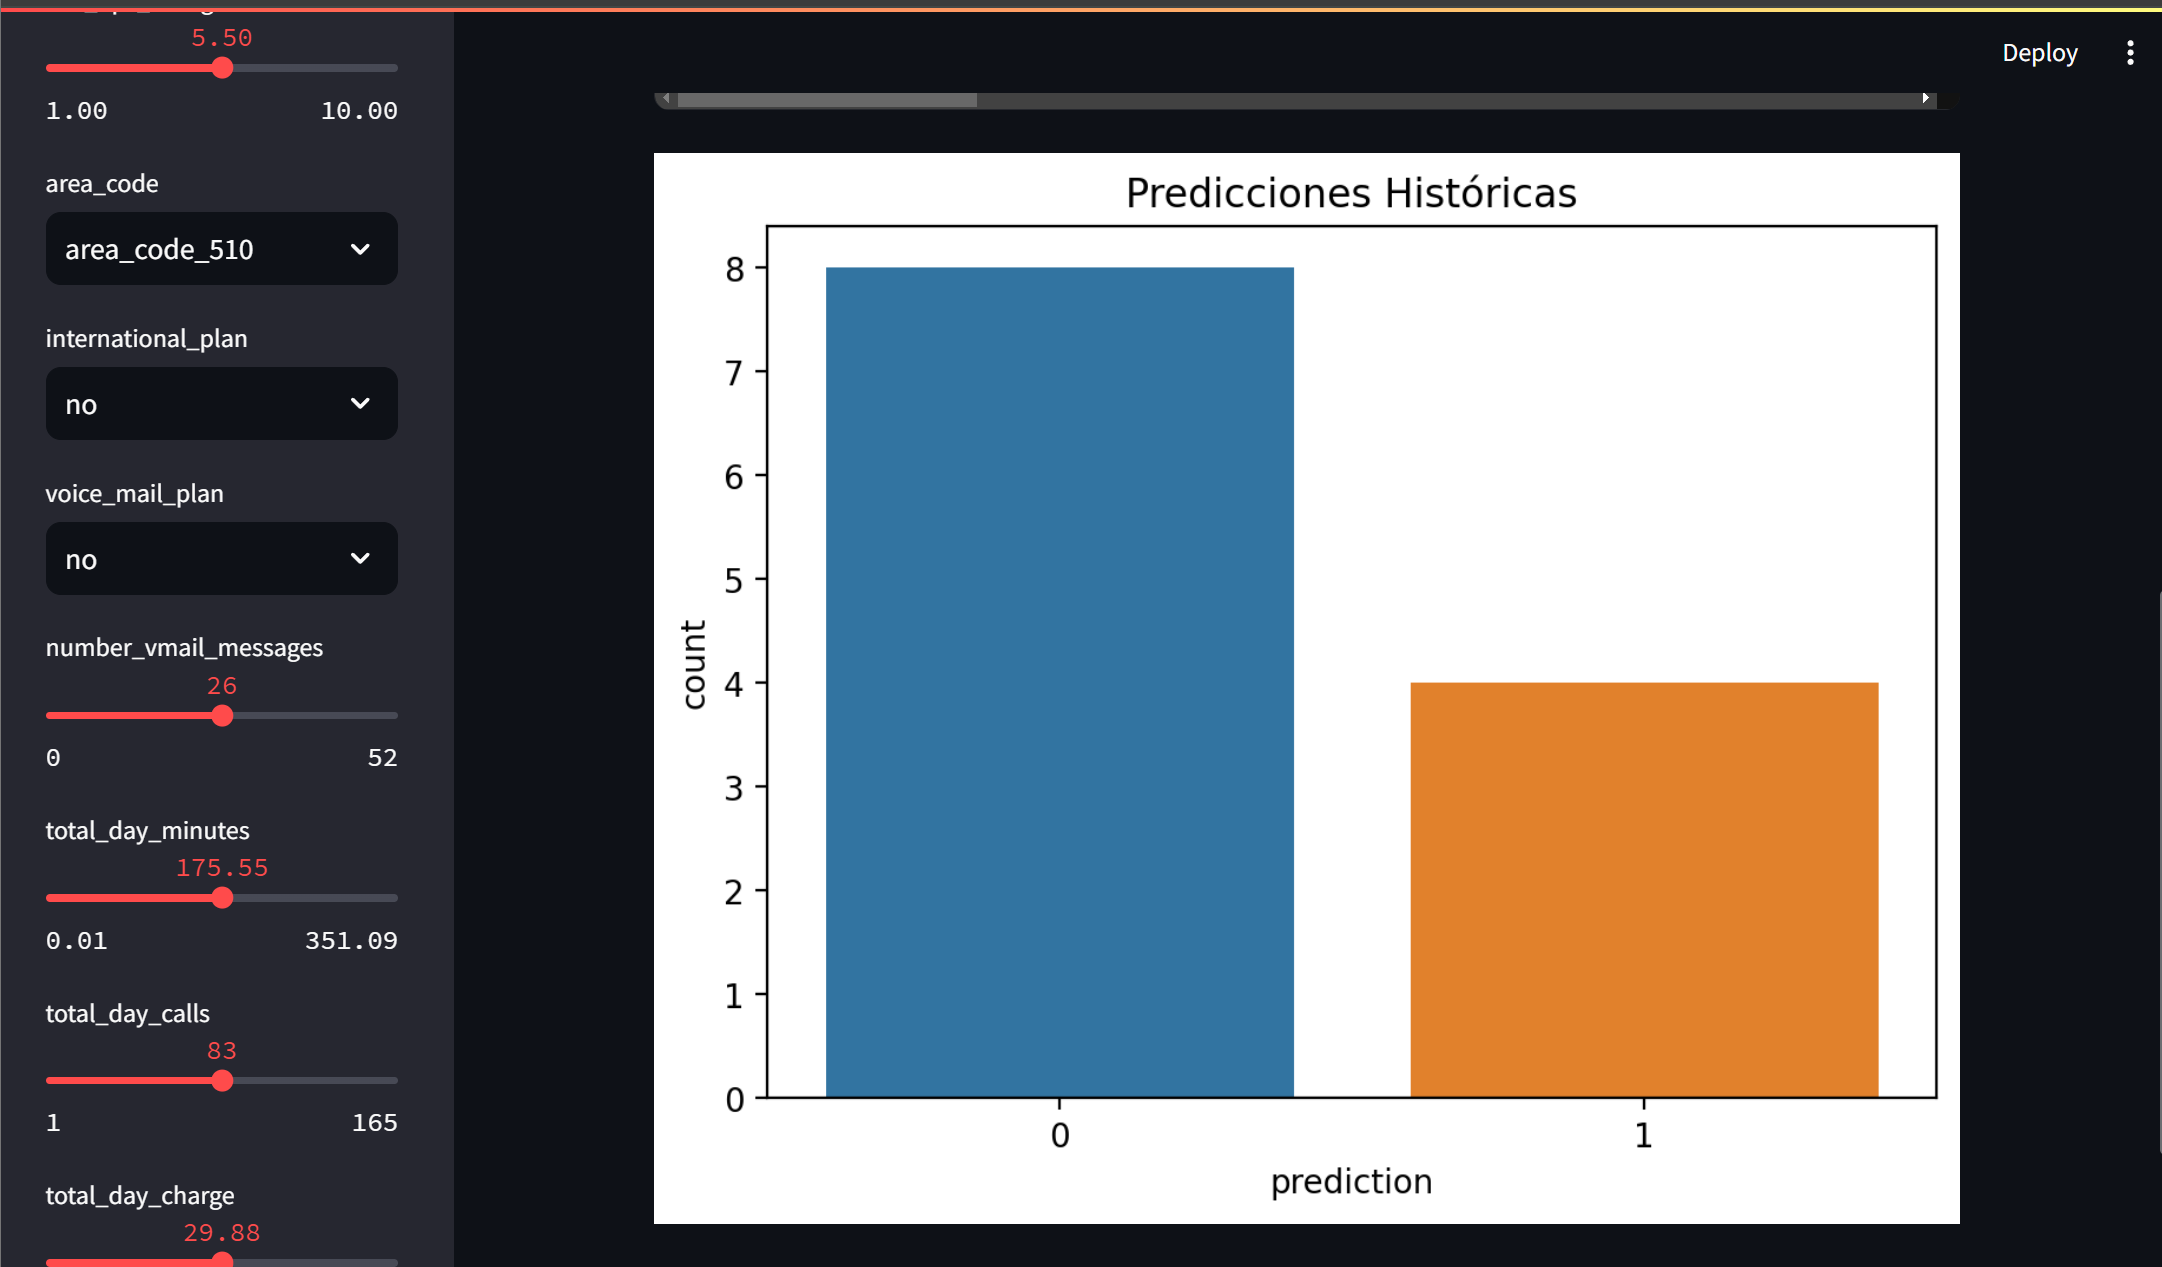 5.50
1.00 10.00
area_code
area_code_510
international_plan
no
voice_mail_plan
no
number_vmail_messages
26
0 52
total_day_minutes
175.55
0.01 351.09
total_day_calls
83
1 165
total_day_charge
29.88
Deploy
Predicciones Históricas
8
7
6
5
4
3
2
1
0
count
0 1
prediction